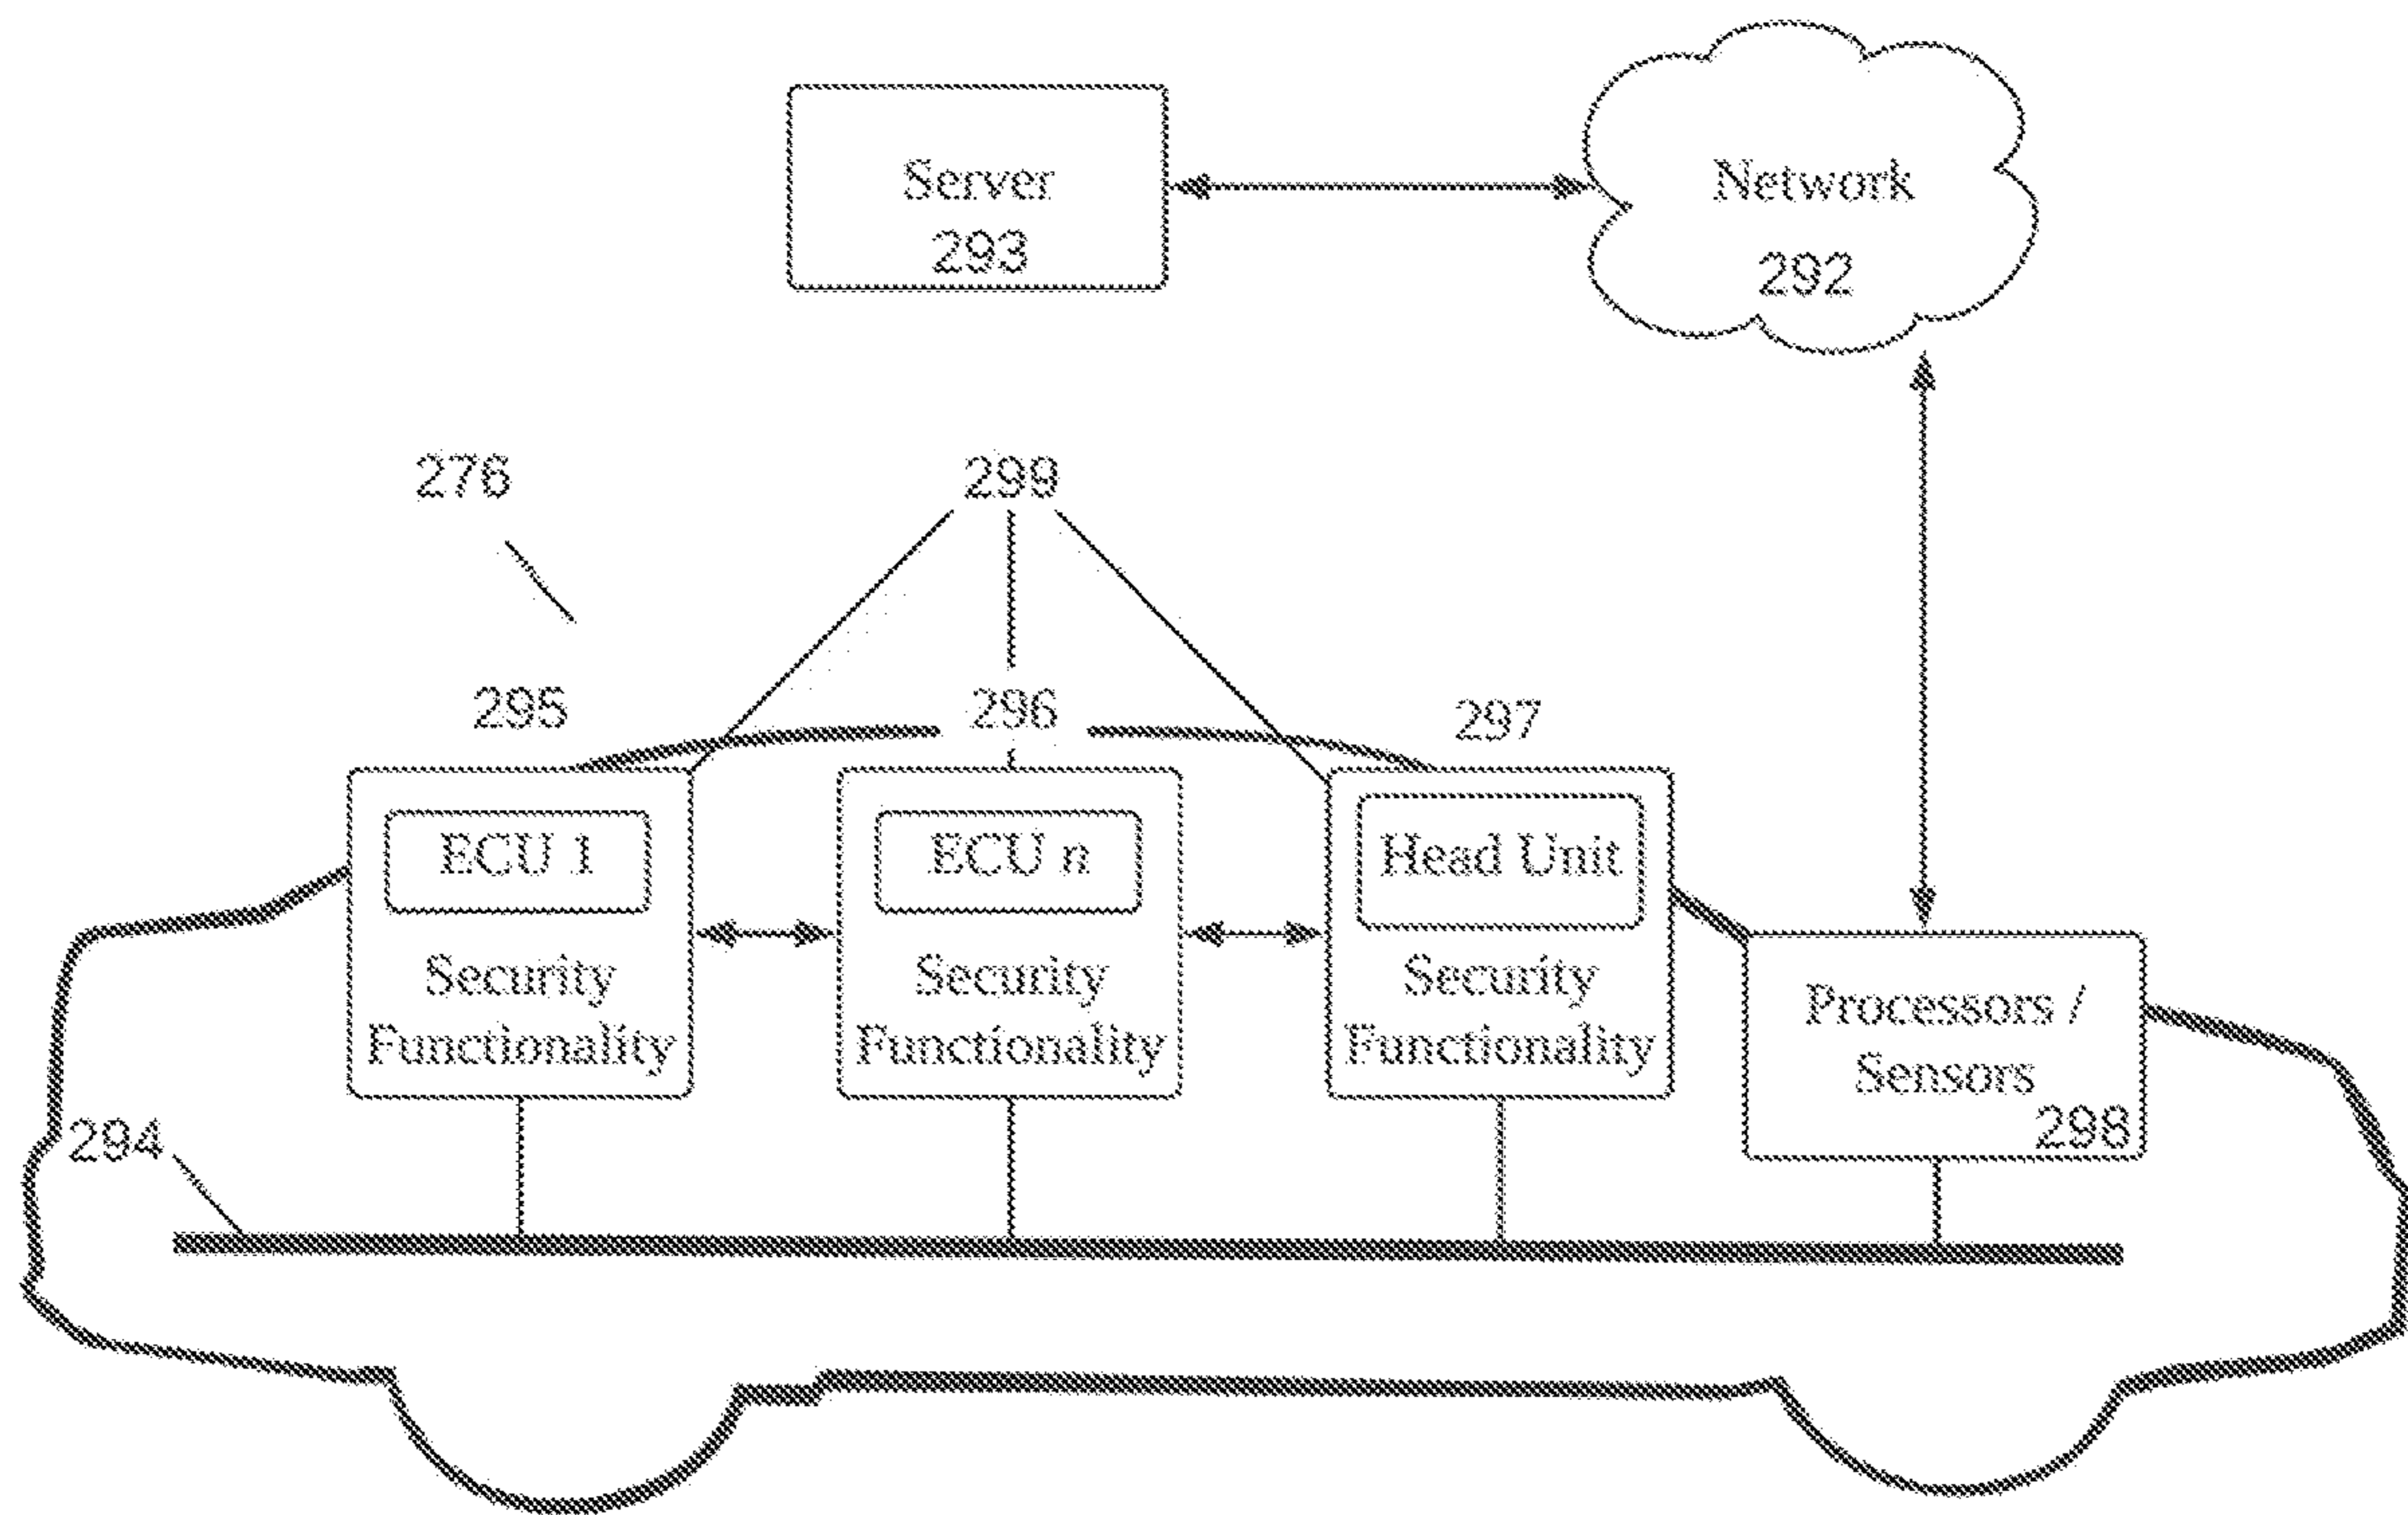 Server
293
Network
292
276
299
295
296
297
ECU 1
Security
Functionality
ECU n
Security
Functionality
Head Unit
Security
Functionality
Processors /
Sensors
298
294